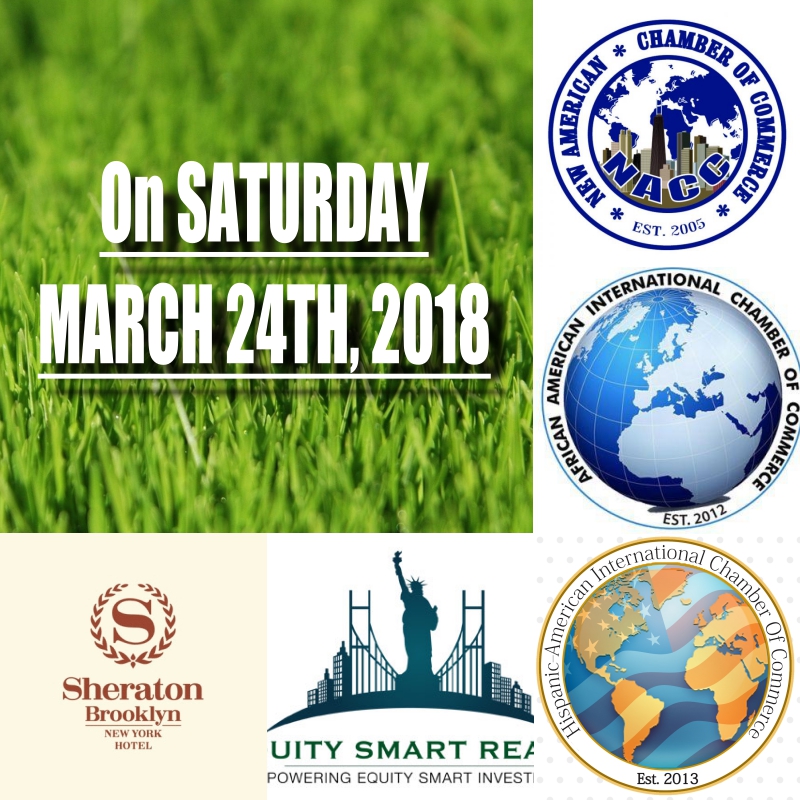 On SATURDAY
MARCH 24TH, 2018
NEW AMERICAN * CHAMBER OF COMMERCE *
NACC
* EST. 2005
AFRICAN AMERICAN INTERNATIONAL CHAMBER OF COMMERCE
EST. 2012
S
Sheraton
Brooklyn
NEW YORK
HOTEL
UITY SMART REA
POWERING EQUITY SMART INVEST
Hispanic-American International Chamber Of Commerce
Est. 2013